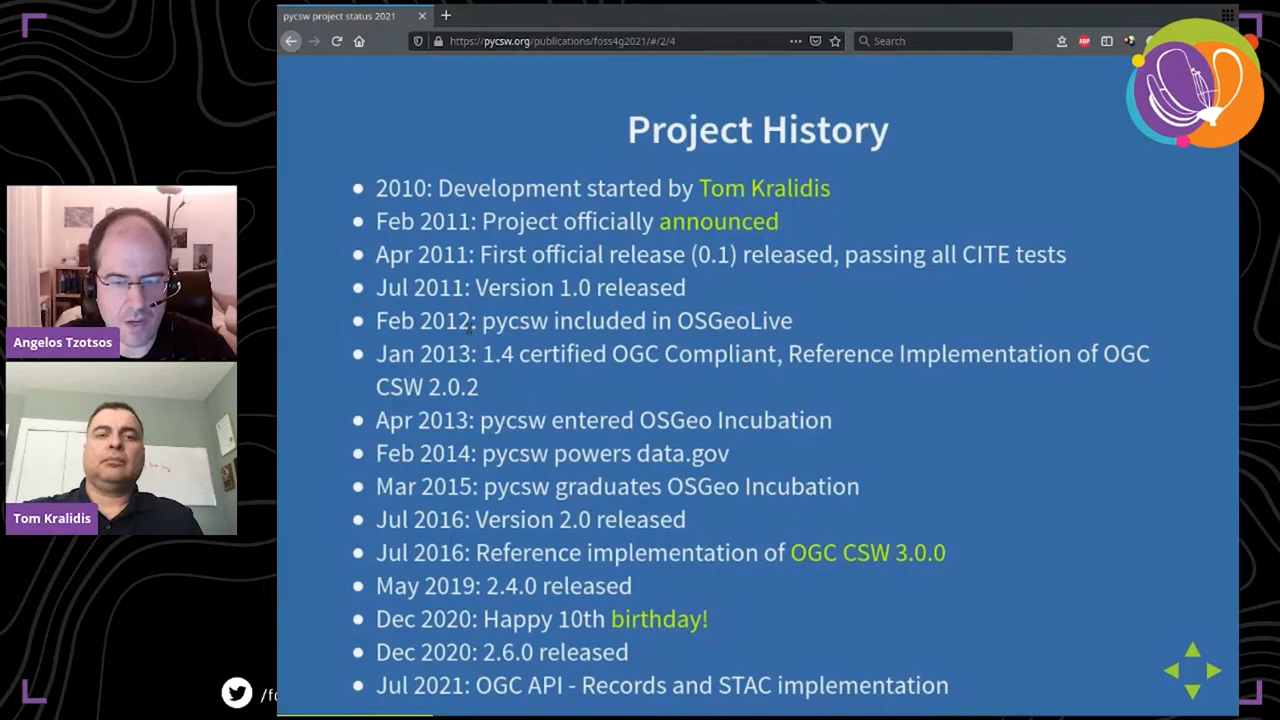 pycsw project status 2021
https://pycsw.org/publications/foss4g2021/#/2/4
Search
ABP
Project History
2010: Development started by Tom Kralidis
Feb 2011: Project officially announced
Apr 2011: First official release (0.1) released, passing all CITE tests
Jul 2011: Version 1.0 released
Feb 2012: pycsw included in OSGeoLive
Jan 2013: 1.4 certified OGC Compliant, Reference Implementation of OGC
CSW 2.0.2
Apr 2013: pycsw entered OSGeo Incubation
Feb 2014: pycsw powers data.gov
Mar 2015: pycsw graduates OSGeo Incubation
Jul 2016: Version 2.0 released
Jul 2016: Reference implementation of OGC CSW 3.0.0
May 2019: 2.4.0 released
Dec 2020: Happy 10th birthday!
Dec 2020: 2.6.0 released
Jul 2021: OGC API - Records and STAC implementation
Angelos Tzotsos
Tom Kralidis